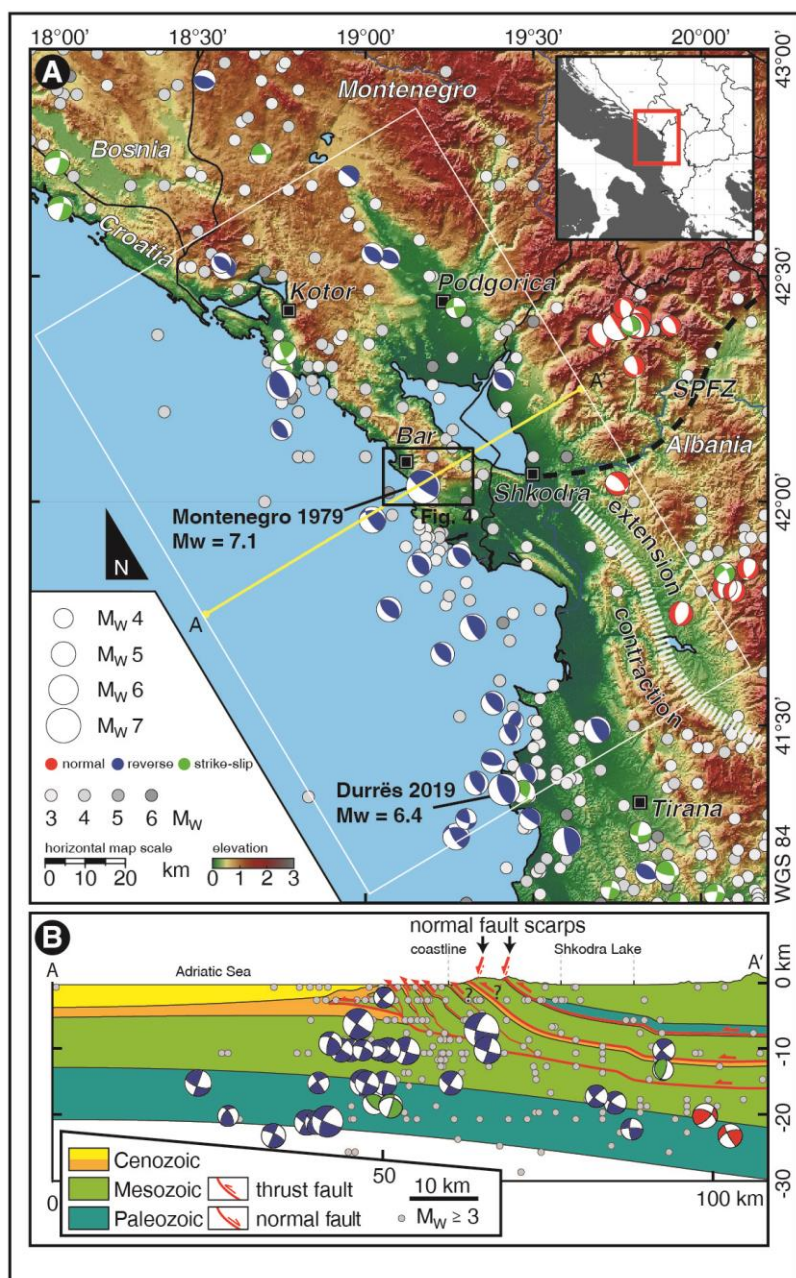 18°00'
18°30'
19°00'
19°30'
20°00'
A
43°00'
Montenegro
Bosnia
Croatia
42°30'
Kotor
Podgorica
A'
SPFZ
Albania
Bar
Shkodra
42°00'
Montenegro 1979
Mw = 7.1
Fig. 4
N
extension
contraction
A
MW 4
MW 5
MW 6
MW 7
41°30'
normal reverse strike-slip
3 4 5 6 MW
Durrës 2019
Mw = 6.4
Tirana
horizontal map scale
0 10 20 km
elevation
0 1 2 3
WGS 84
B
normal fault scarps
A
Adriatic Sea
coastline
Shkodra Lake
A'
0 km
? ?
-10
-20
-30
Cenozoic
Mesozoic
Paleozoic
thrust fault
normal fault
10 km
MW ≥ 3
0
50
100 km